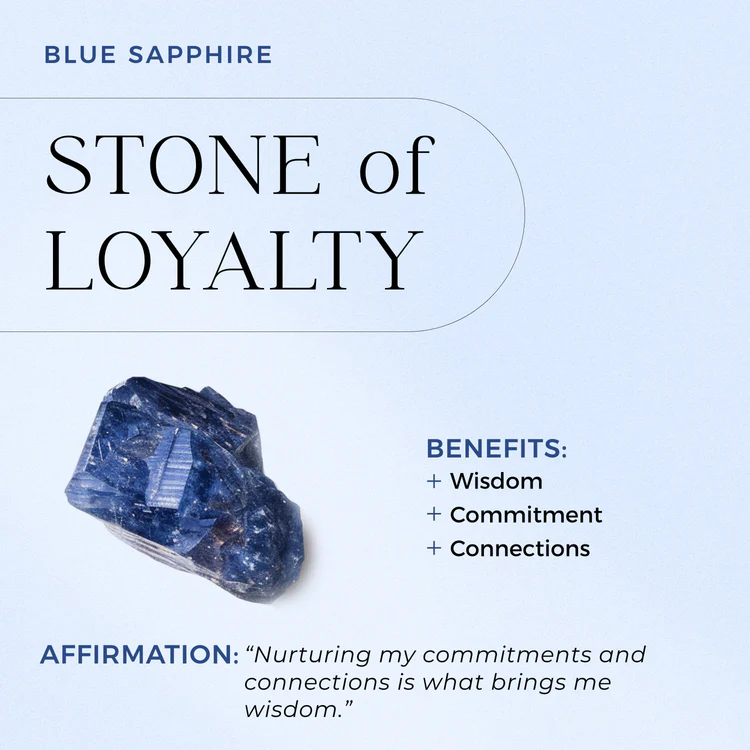 BLUE SAPPHIRE
STONE of
LOYALTY
BENEFITS:
+ Wisdom
+ Commitment
+ Connections
AFFIRMATION: “Nurturing my commitments and
connections is what brings me
wisdom.”